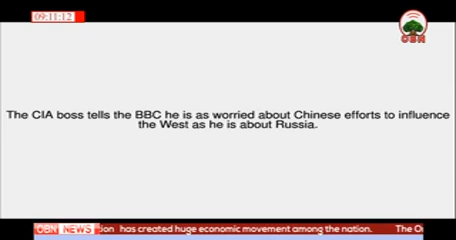 09:11:12
OBN
The CIA boss tells the BBC he is as worried about Chinese efforts to influence
the West as he is about Russia.
OBN NEWS
has created huge economic movement among the nation. The